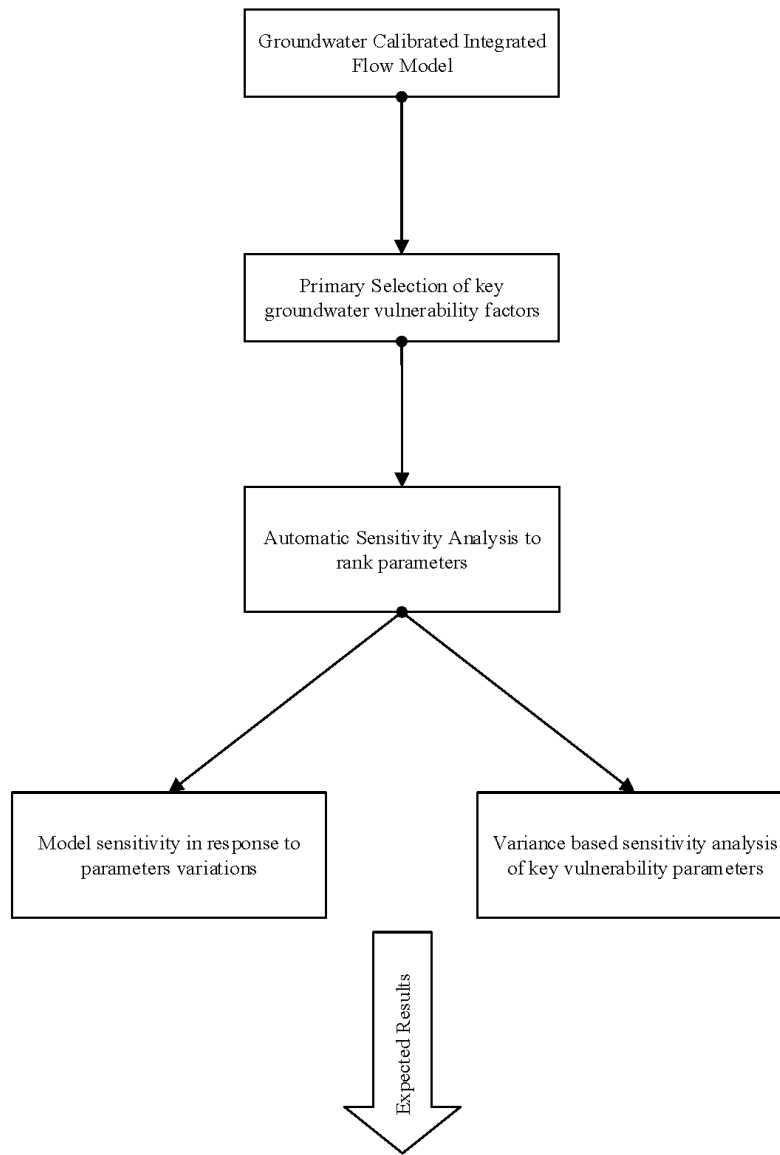 Groundwater Calibrated Integrated
Flow Model
Primary Selection of key
groundwater vulnerability factors
Automatic Sensitivity Analysis to
rank parameters
Model sensitivity in response to
parameters variations
Variance based sensitivity analysis
of key vulnerability parameters
Expected Results